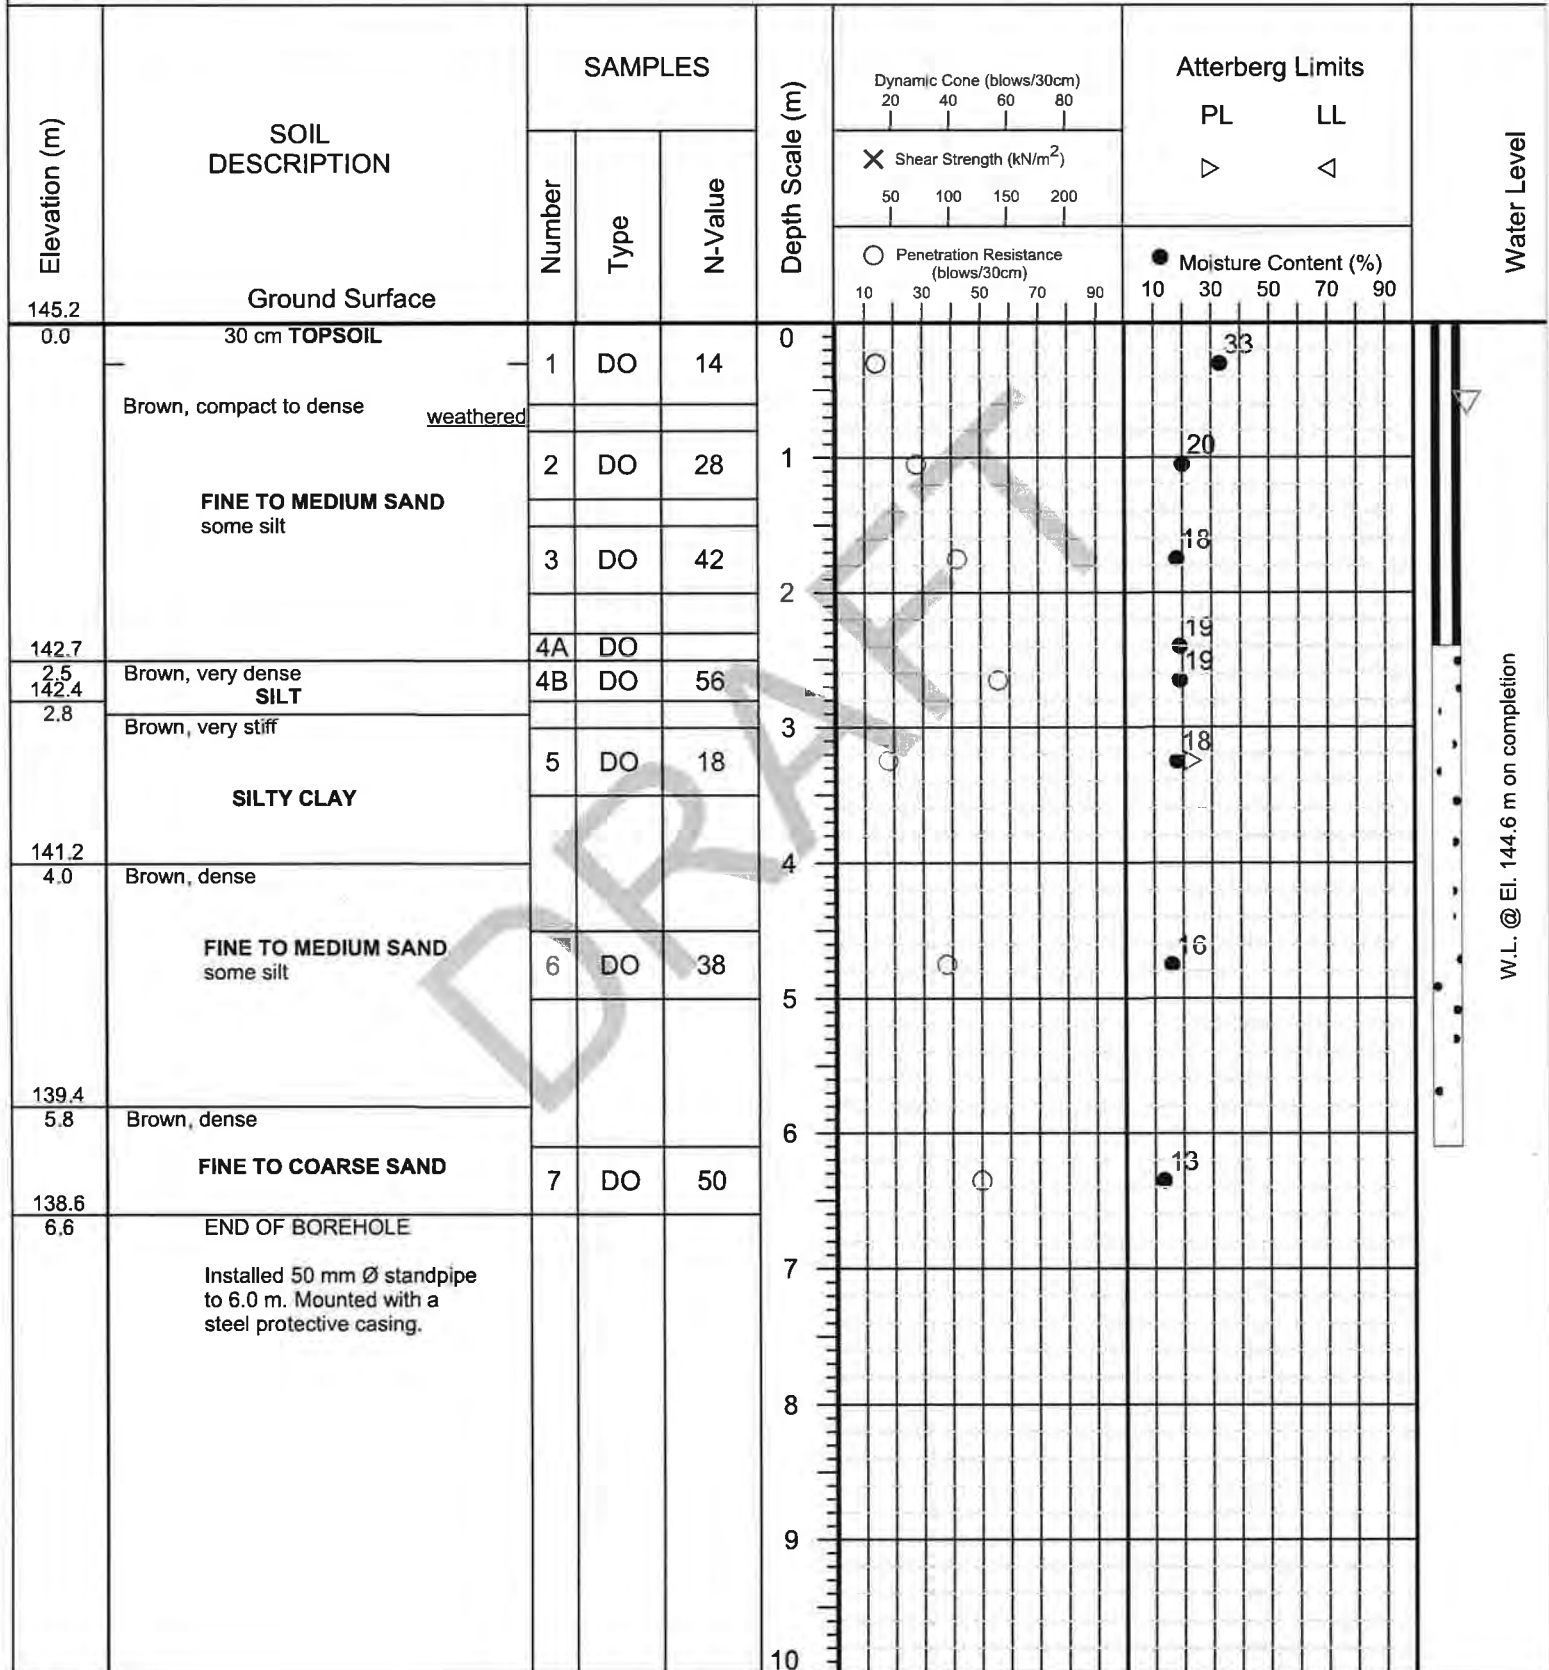 Elevation (m)
SOIL
DESCRIPTION
Ground Surface
145.2
SAMPLES
Number
Type
N-Value
Depth Scale (m)
Dynamic Cone (blows/30cm)
20 40 60 80
X Shear Strength (kN/m2)
50 100 150 200
Penetration Resistance
(blows/30cm)
10 30 50 70 90
Atterberg Limits
PL LL
Moisture Content (%)
10 30 50 70 90
Water Level
0.0 30 cm TOPSOIL
0
1 DO 14
33
Brown, compact to dense
weathered
2 DO 28
1
20
FINE TO MEDIUM SAND
some silt
3 DO 42
18
2
4A DO
19
142.7
2.5 Brown, very dense
4B DO 56
19
142.4 SILT
2.8 Brown, very stiff
3
5 DO 18
18
SILTY CLAY
141.2
4
4.0 Brown, dense
FINE TO MEDIUM SAND
some silt
6 DO 38
16
5
139.4
5.8 Brown, dense
6
FINE TO COARSE SAND
7 DO 50
13
138.6
6.6 END OF BOREHOLE
Installed 50 mm Ø standpipe
to 6.0 m. Mounted with a
steel protective casing.
7
8
9
10
W.L. @ El. 144.6 m on completion
DRAFT